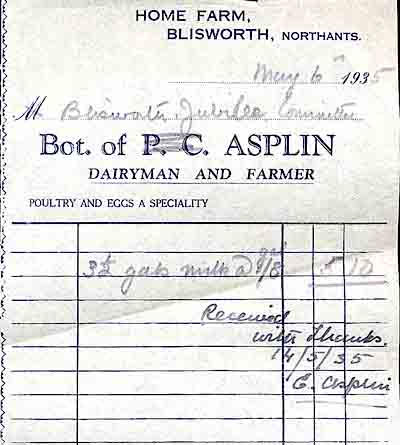 HOME FARM,
BLISWORTH, NORTHANTS.
May 6th 1935
M Blisworth Jubilee Committee
Bot. of P. C. ASPLIN
DAIRYMAN AND FARMER
POULTRY AND EGGS A SPECIALITY
3½ gals milk @ 1/8 5 10
Received
with Thanks.
14/5/35
C. Asplin